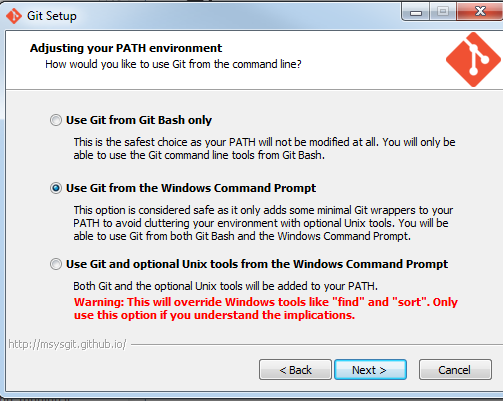 Git Setup
Adjusting your PATH environment
How would you like to use Git from the command line?
Use Git from Git Bash only
This is the safest choice as your PATH will not be modified at all. You will only be
able to use the Git command line tools from Git Bash.
Use Git from the Windows Command Prompt
This option is considered safe as it only adds some minimal Git wrappers to your
PATH to avoid cluttering your environment with optional Unix tools. You will be
able to use Git from both Git Bash and the Windows Command Prompt.
Use Git and optional Unix tools from the Windows Command Prompt
Both Git and the optional Unix tools will be added to your PATH.
Warning: This will override Windows tools like "find" and "sort". Only
use this option if you understand the implications.
http://msysgit.github.io/
< Back Next > Cancel